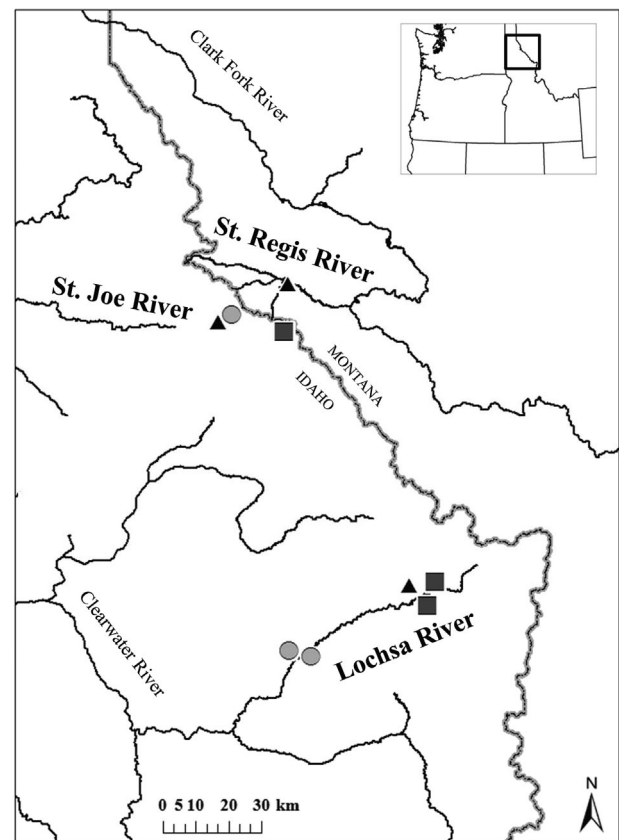 Clark Fork River
St. Regis River
St. Joe River
MONTANA
IDAHO
Clearwater River
Lochsa River
N
0 5 10 20 30 km